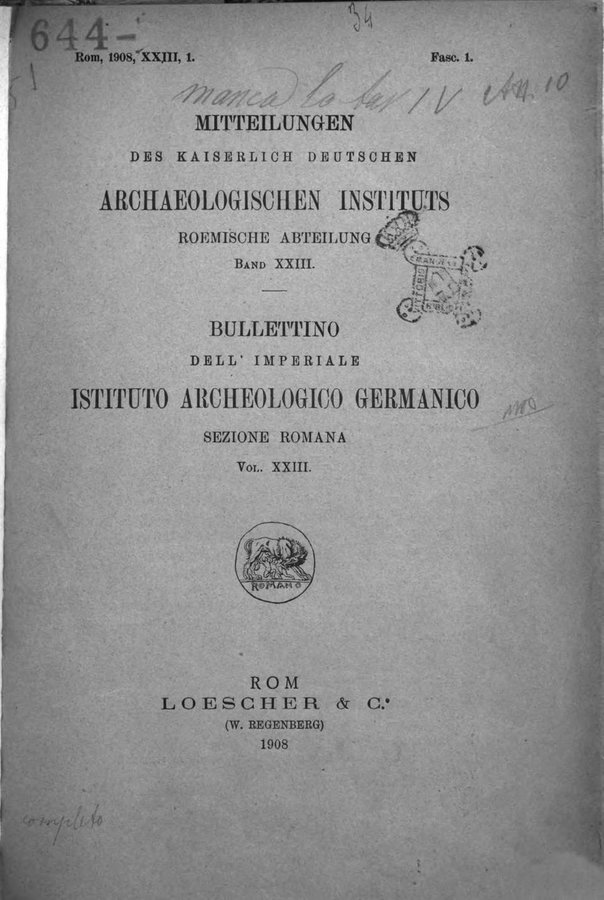 34
644-
Rom, 1908, XXIII, 1. Fasc. 1.
manca la tav IV
MITTEILUNGEN
DES KAISERLICH DEUTSCHEN
ARCHAEOLOGISCHEN INSTITUTS
ROEMISCHE ABTEILUNG
BAND XXIII.
BULLETTINO
DELL' IMPERIALE
ISTITUTO ARCHEOLOGICO GERMANICO
SEZIONE ROMANA
VOL. XXIII.
ROMANO
ROM
LOESCHER & C.º
(W. REGENBERG)
1908
completo